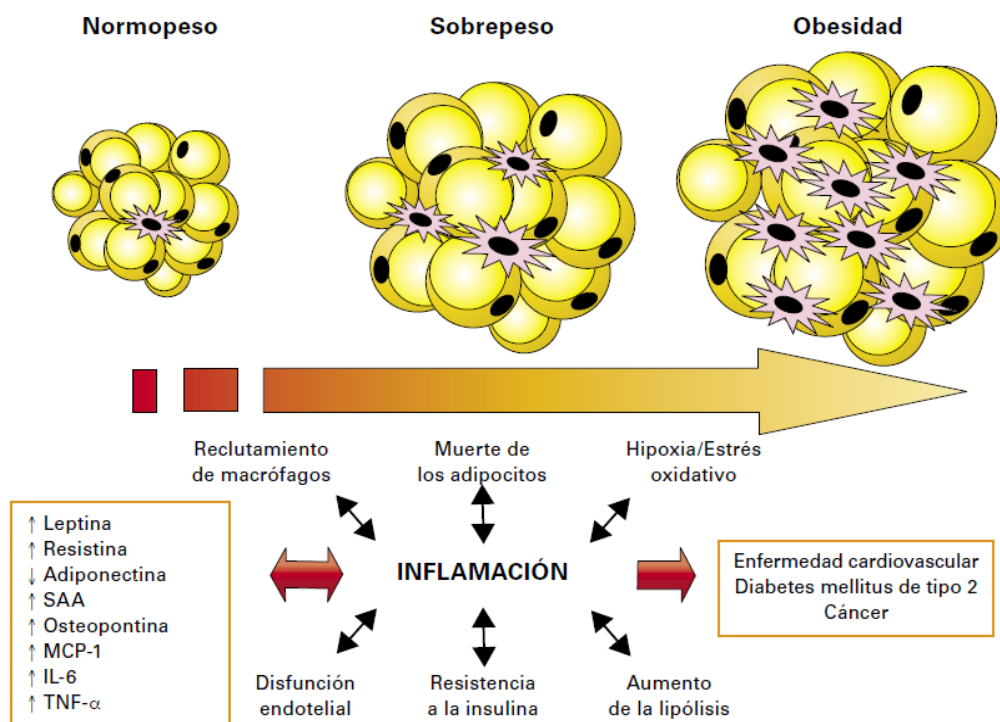 Normopeso
Sobrepeso
Obesidad
Reclutamiento
de macrófagos
Muerte de
los adipocitos
Hipoxia/Estrés
oxidativo
↑ Leptina
↑ Resistina
↓ Adiponectina
↑ SAA
↑ Osteopontina
↑ MCP-1
↑ IL-6
↑ TNF-α
INFLAMACIÓN
Enfermedad cardiovascular
Diabetes mellitus de tipo 2
Cáncer
Disfunción
endotelial
Resistencia
a la insulina
Aumento
de la lipólisis